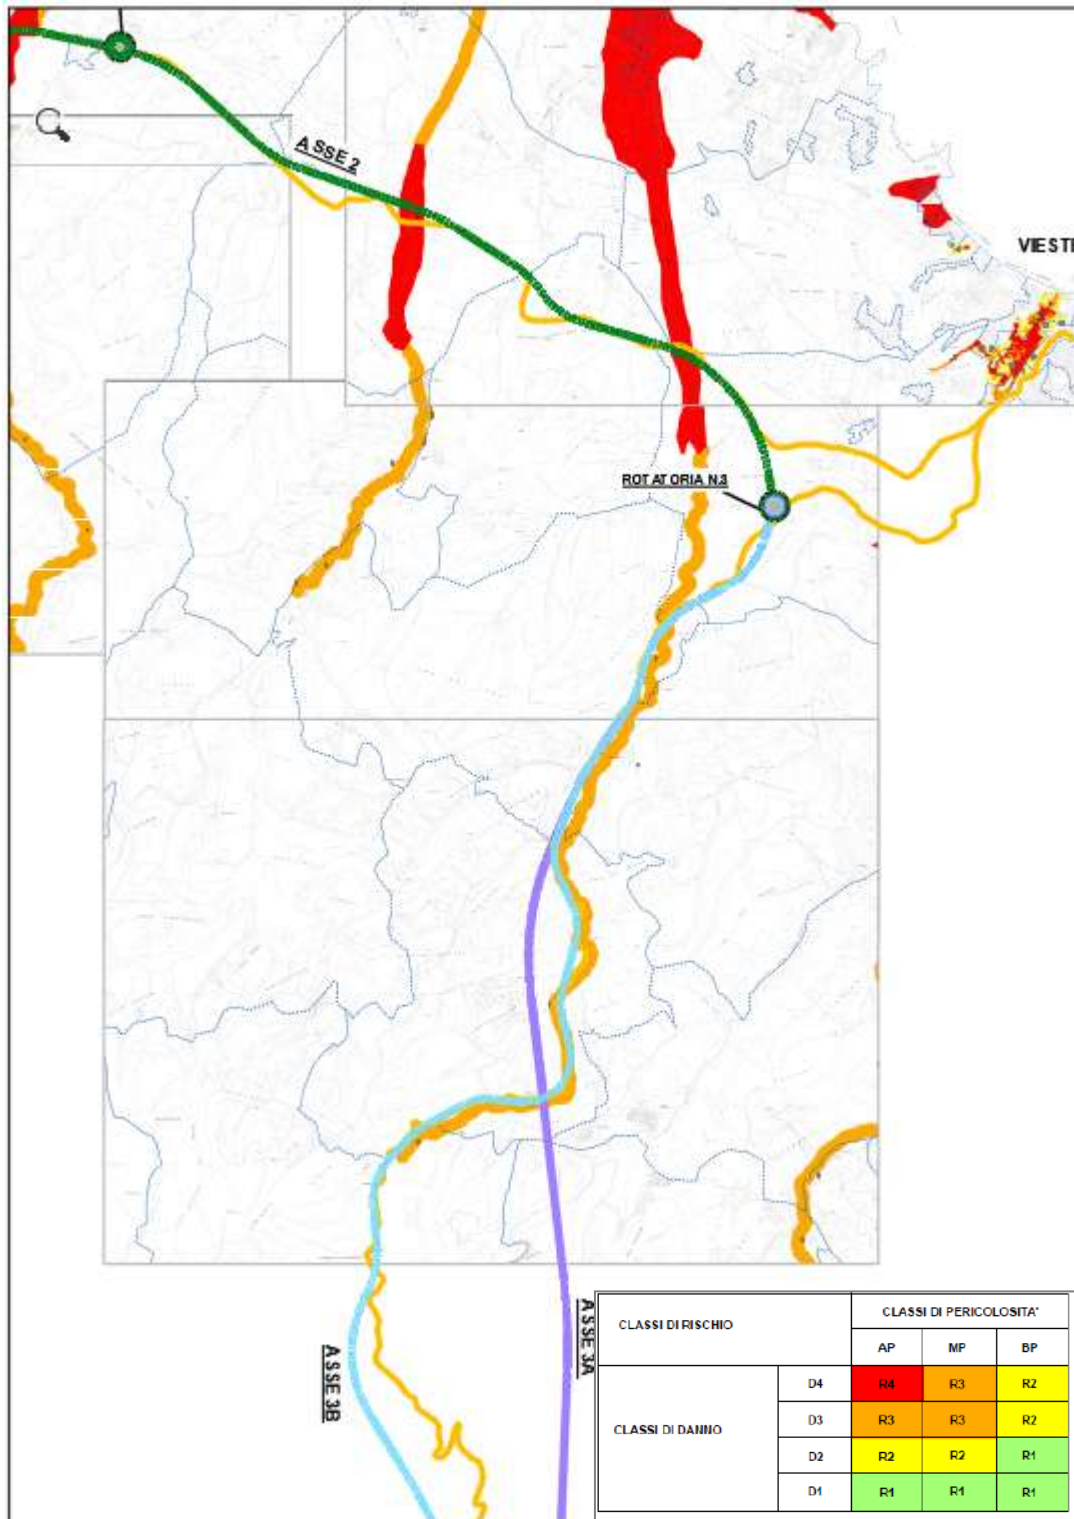 ASSE 2
VIESTE
ROTATORIA N.3
ASSE 3A
ASSE 3B
CLASSI DI RISCHIO
CLASSI DI PERICOLOSITA'
AP MP BP
CLASSI DI DANNO
D4 R4 R3 R2
D3 R3 R3 R2
D2 R2 R2 R1
D1 R1 R1 R1